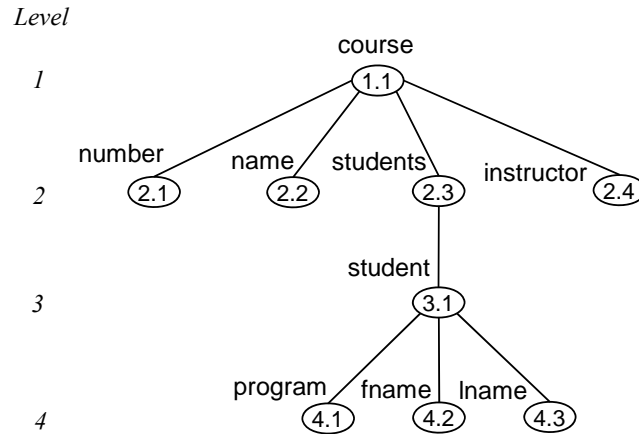 Level
course
1
1.1
number
name
students
instructor
2
2.1
2.2
2.3
2.4
student
3
3.1
program
fname
lname
4
4.1
4.2
4.3